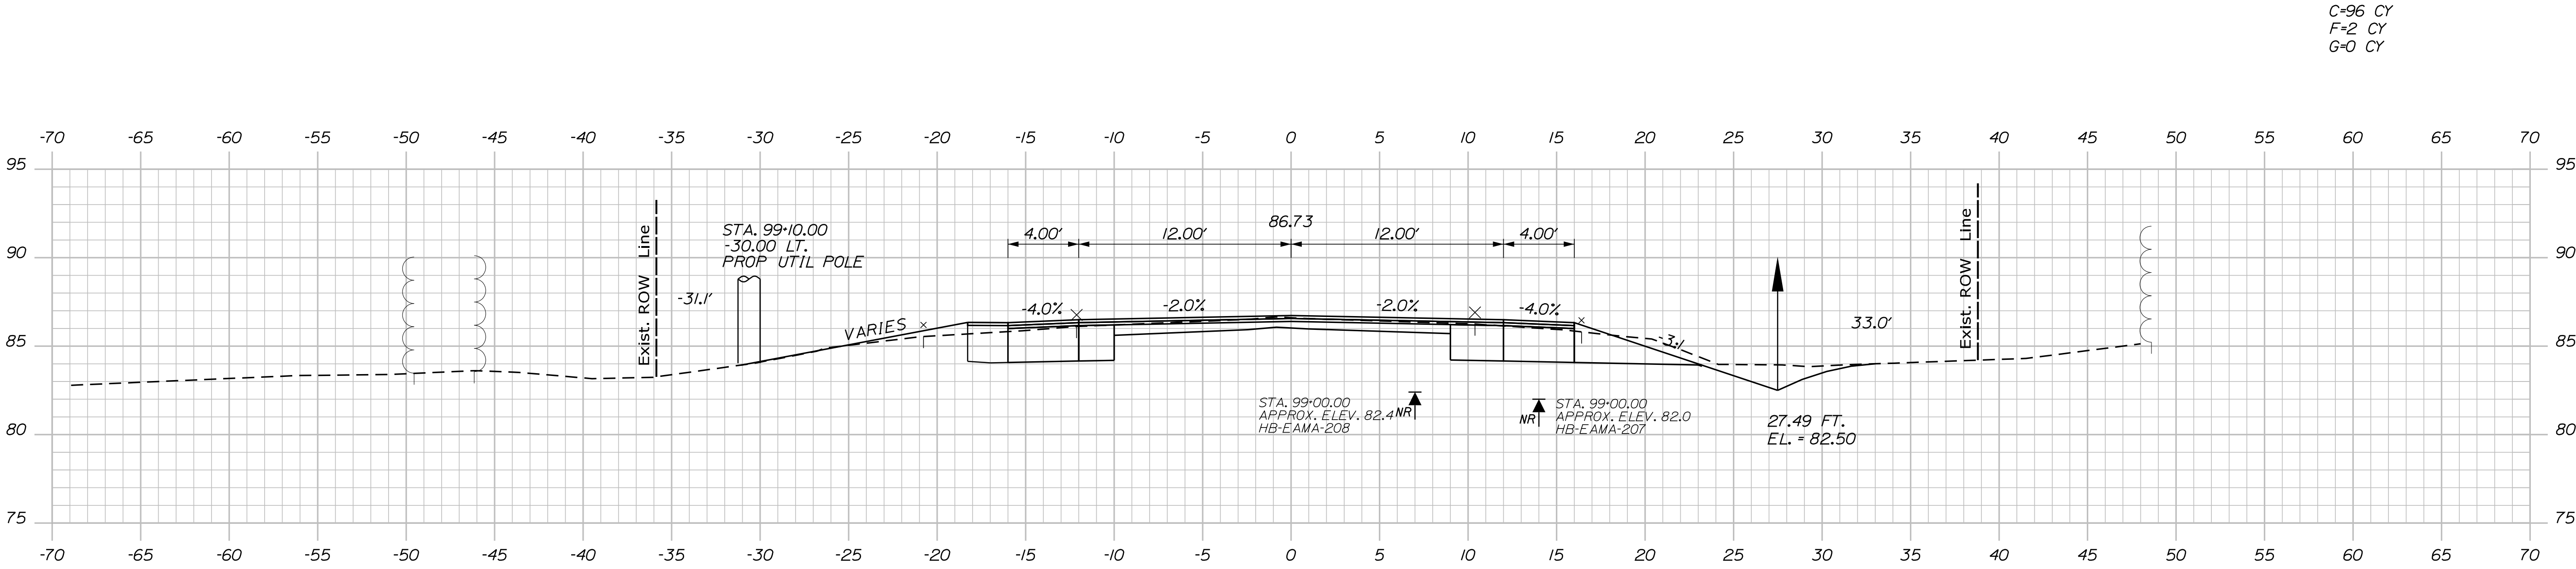 C=96 CY
F=2 CY
G=0 CY
-70 -65 -60 -55 -50 -45 -40 -35 -30 -25 -20 -15 -10 -5 0 5 10 15 20 25 30 35 40 45 50 55 60 65 70
95 95
86.73
4.00' 12.00' 12.00' 4.00'
STA. 99+10.00
-30.00 LT.
PROP UTIL POLE
Exist. ROW Line
Exist. ROW Line
90 90
-31.1'
-4.0% -2.0% -2.0% -4.0%
VARIES
33.0'
85 85
-3:1
STA. 99+00.00
APPROX. ELEV. 82.4
HB-EAMA-208
NR
NR
STA. 99+00.00
APPROX. ELEV. 82.0
HB-EAMA-207
27.49 FT.
EL. = 82.50
80 80
75 75
-70 -65 -60 -55 -50 -45 -40 -35 -30 -25 -20 -15 -10 -5 0 5 10 15 20 25 30 35 40 45 50 55 60 65 70